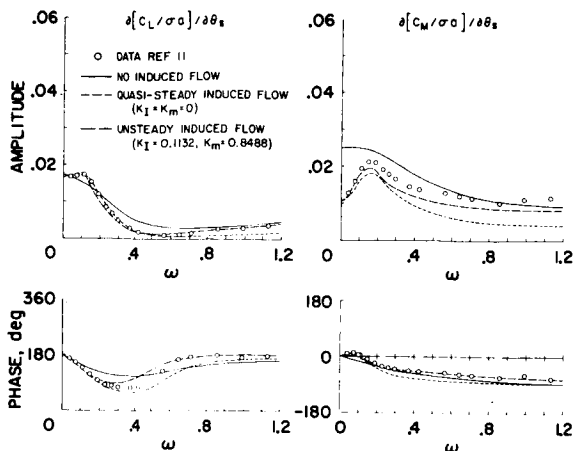 ∂[C_L/σa]/∂θ_s
∂[C_M/σa]/∂θ_s
.06
.04
.02
0
AMPLITUDE
○ DATA REF 11
NO INDUCED FLOW
QUASI-STEADY INDUCED FLOW
(K_I = K_m = 0)
UNSTEADY INDUCED FLOW
(K_I = 0.1132, K_m = 0.8488)
.4 .8 1.2
ω
.06
.04
.02
0
0 .4 .8 1.2
ω
360
180
0
PHASE, deg
.4 .8 1.2
ω
180
0
-180
0 .4 .8 1.2
ω